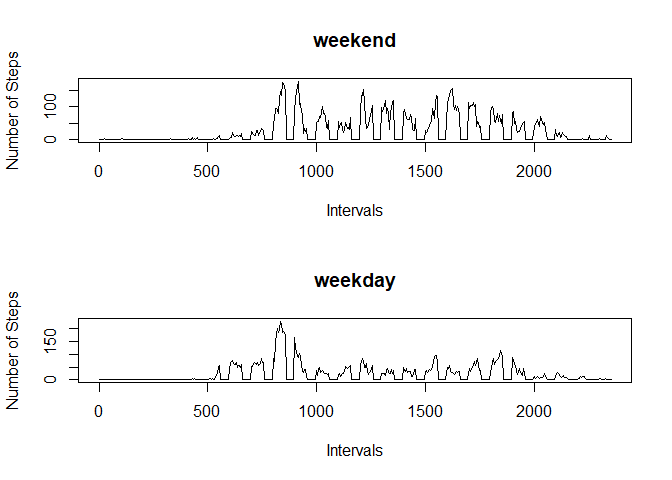 weekend
Number of Steps
100
0
0 500 1000 1500 2000
Intervals
weekday
Number of Steps
150
0
0 500 1000 1500 2000
Intervals